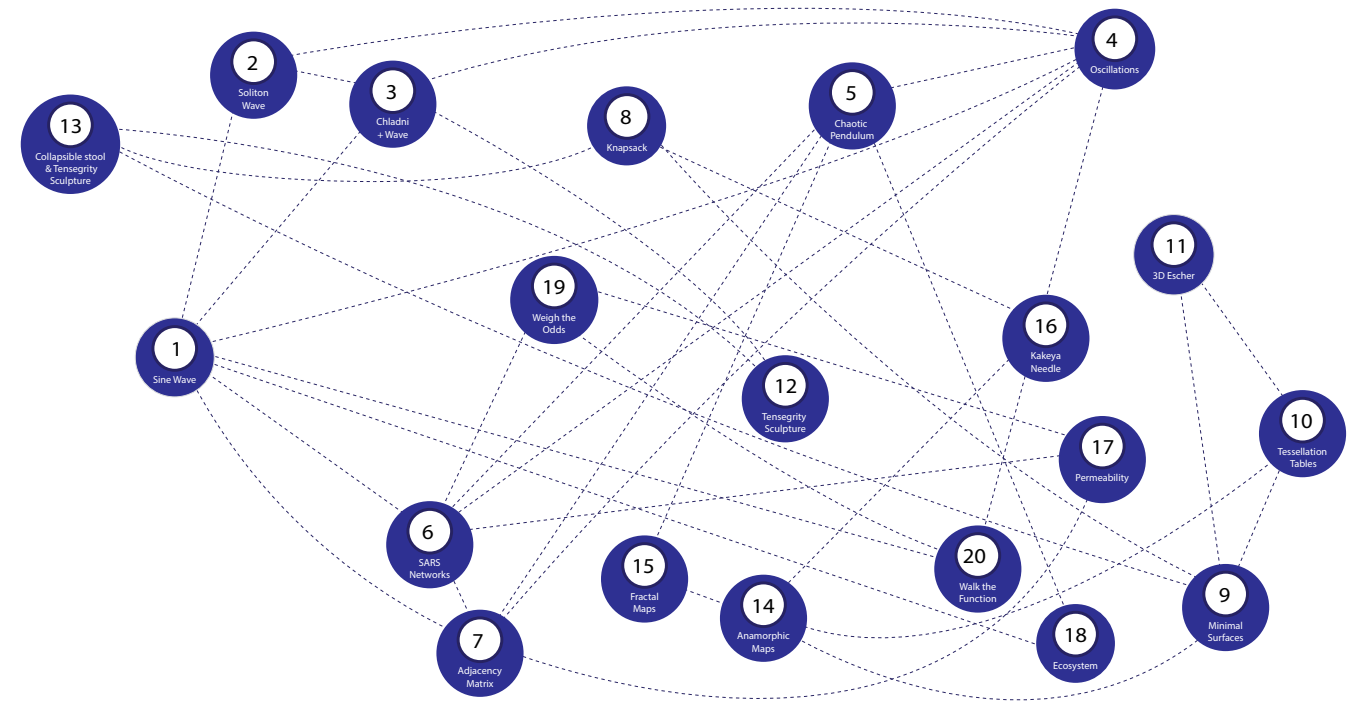 4
Oscillations
2
Soliton
Wave
3
Chladni
+ Wave
5
Chaotic
Pendulum
8
Knapsack
13
Collapsible stool
& Tensegrity
Sculpture
11
3D Escher
19
Weigh the
Odds
16
Kakeya
Needle
1
Sine Wave
12
Tensegrity
Sculpture
10
Tessellation
Tables
17
Permeability
6
SARS
Networks
20
Walk the
Function
15
Fractal
Maps
14
Anamorphic
Maps
9
Minimal
Surfaces
18
Ecosystem
7
Adjacency
Matrix